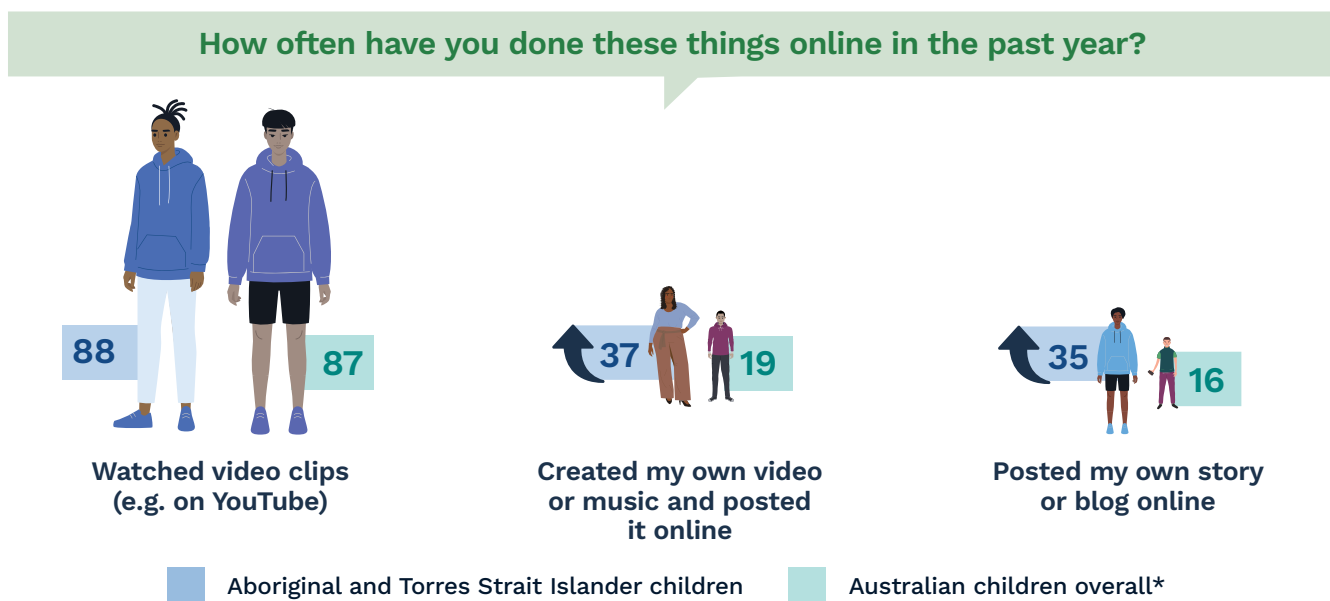 How often have you done these things online in the past year?
88
87
37
19
35
16
Watched video clips
(e.g. on YouTube)
Created my own video
or music and posted
it online
Posted my own story
or blog online
Aboriginal and Torres Strait Islander children
Australian children overall*